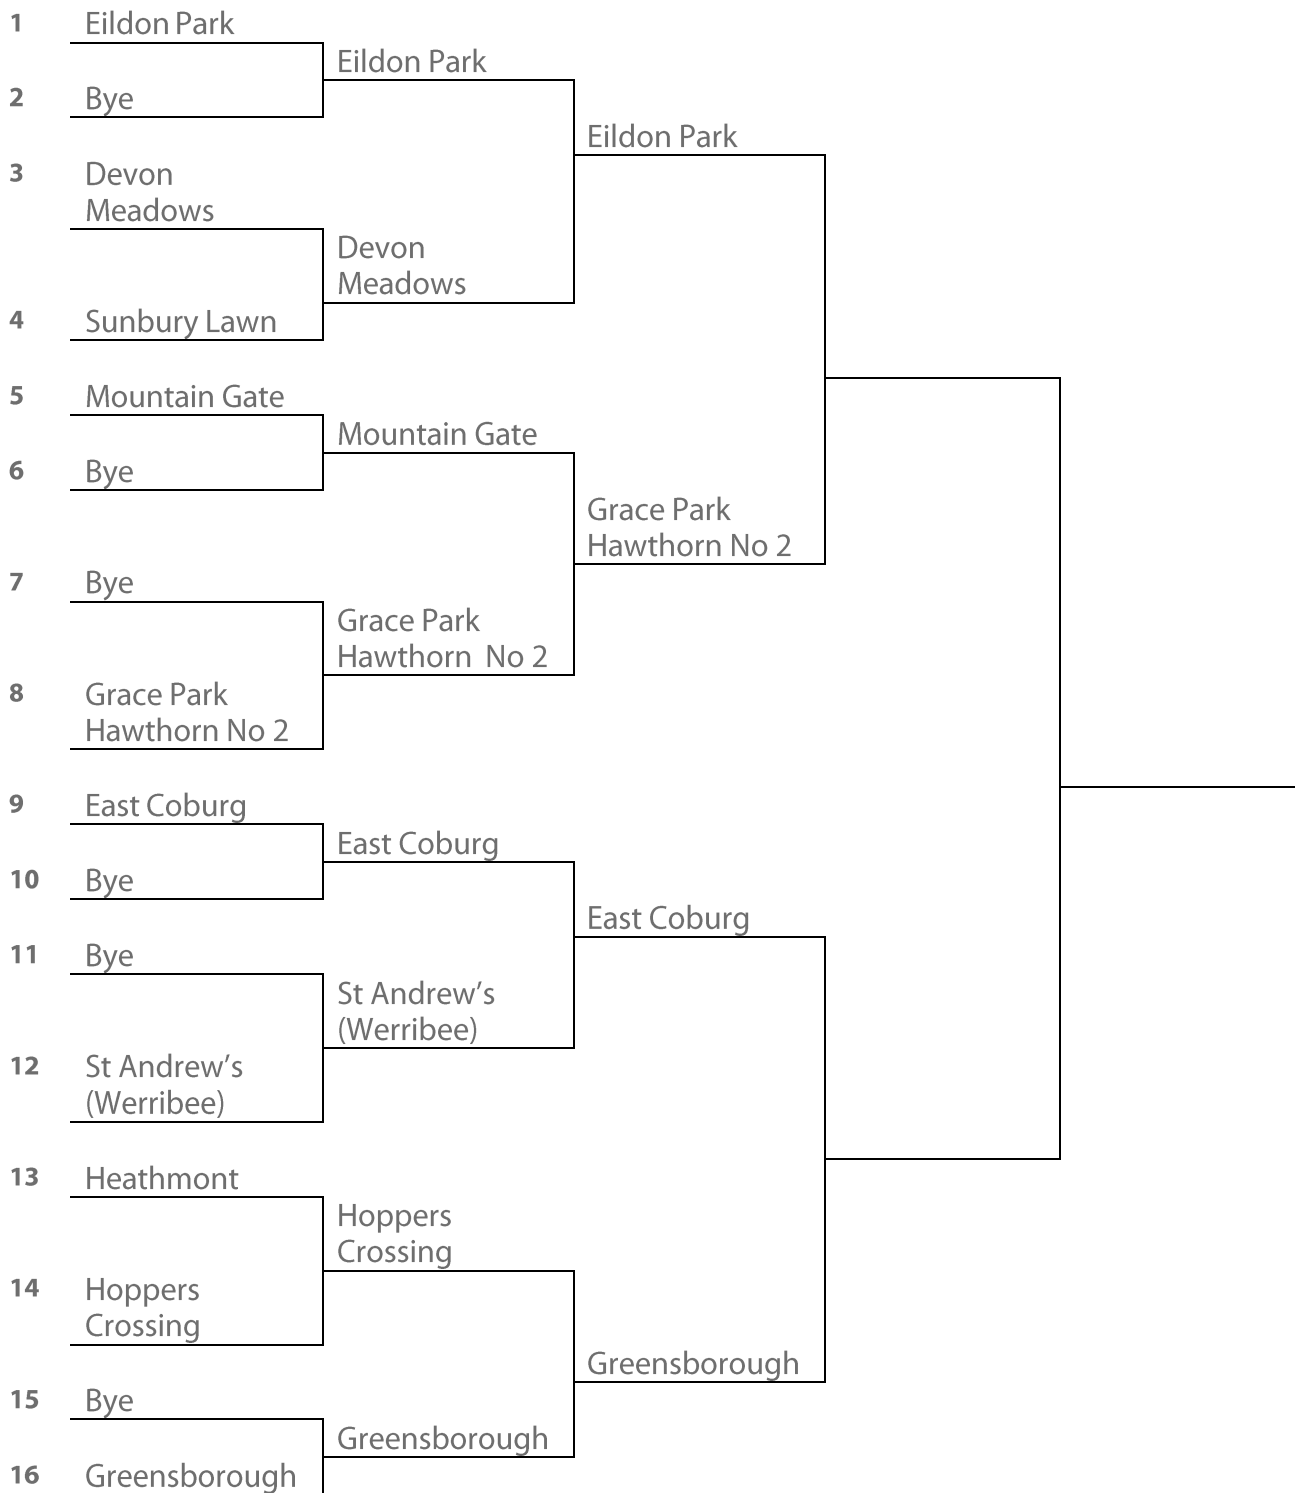 1 Eildon Park
Eildon Park
2 Bye
Eildon Park
3 Devon
Meadows
Devon
Meadows
4 Sunbury Lawn
5 Mountain Gate
Mountain Gate
6 Bye
Grace Park
Hawthorn No 2
7 Bye
Grace Park
Hawthorn  No 2
8 Grace Park
Hawthorn No 2
9 East Coburg
East Coburg
10 Bye
East Coburg
11 Bye
St Andrew’s
(Werribee)
12 St Andrew’s
(Werribee)
13 Heathmont
Hoppers
Crossing
14 Hoppers
Crossing
Greensborough
15 Bye
Greensborough
16 Greensborough